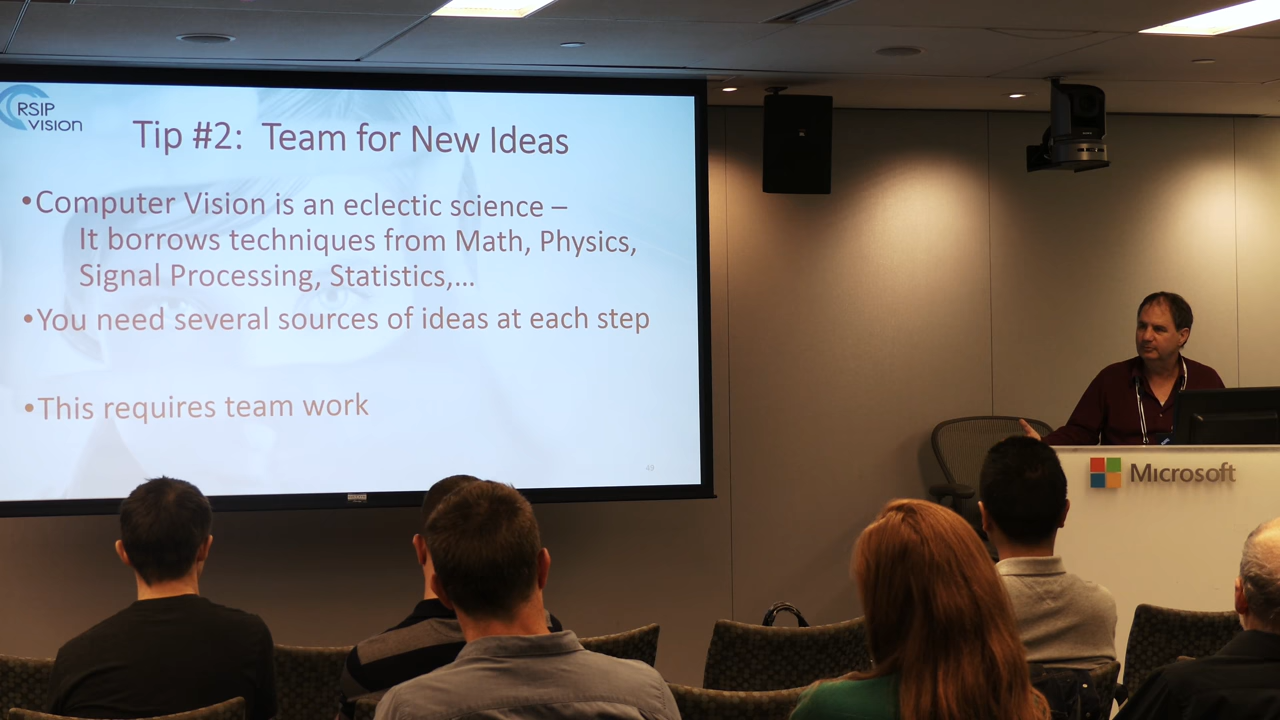 RSIP
VISION
Tip #2: Team for New Ideas
•Computer Vision is an eclectic science –
It borrows techniques from Math, Physics,
Signal Processing, Statistics,...
•You need several sources of ideas at each step
•This requires team work
49
Microsoft